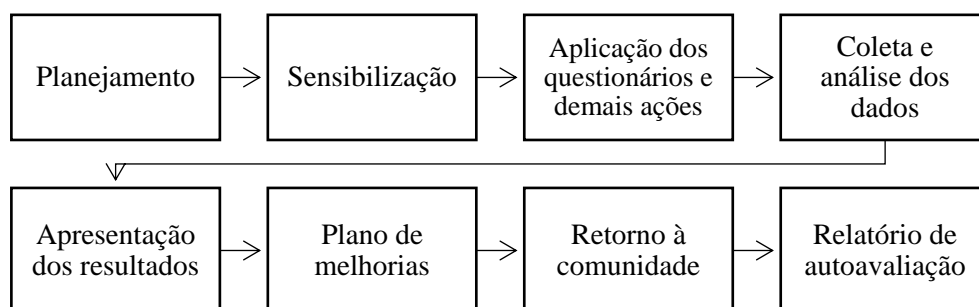 Planejamento
Sensibilização
Aplicação dos
questionários e
demais ações
Coleta e
análise dos
dados
Apresentação
dos resultados
Plano de
melhorias
Retorno à
comunidade
Relatório de
autoavaliação